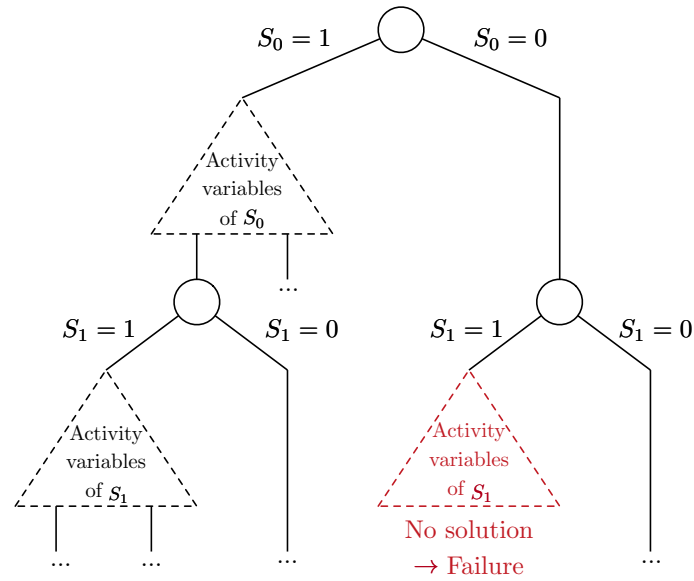 S₀ = 1
S₀ = 0
Activity
variables
of S₀
...
S₁ = 1
S₁ = 0
S₁ = 1
S₁ = 0
Activity
variables
of S₁
Activity
variables
of S₁
No solution
→ Failure
...
...
...
...